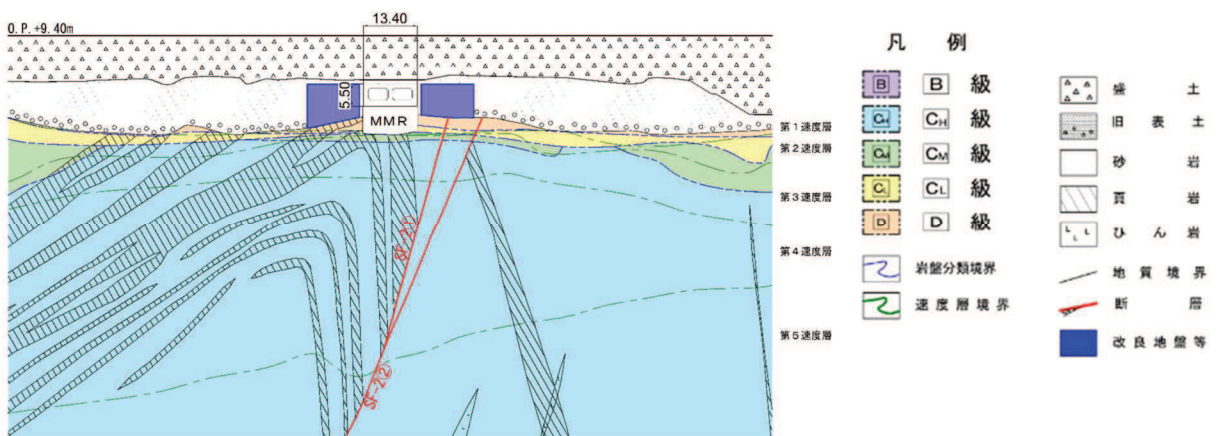 O.P.+9.40m
13.40
5.50
MMR
SF-2①
SF-2②
第1速度層
第2速度層
第3速度層
第4速度層
第5速度層
凡 例
B B 級
CH CH 級
CM CM 級
CL CL 級
D D 級
岩盤分類境界
速度層境界
盛 土
旧 表 土
砂 岩
頁 岩
ひ ん 岩
地 質 境 界
断 層
改 良 地 盤 等